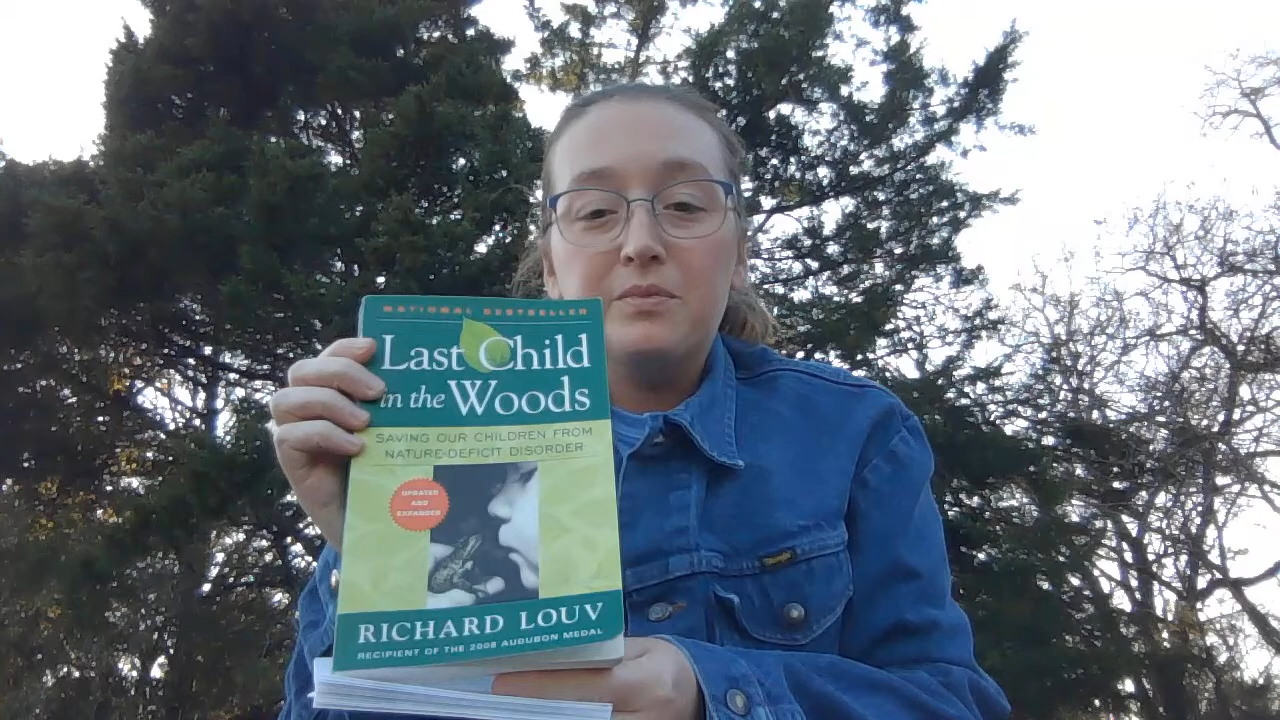 NATIONAL BESTSELLER
Last Child
in the Woods
SAVING OUR CHILDREN FROM
NATURE-DEFICIT DISORDER
UPDATED
AND
EXPANDED
RICHARD LOUV
RECIPIENT OF THE 2008 AUDUBON MEDAL
Wrangler